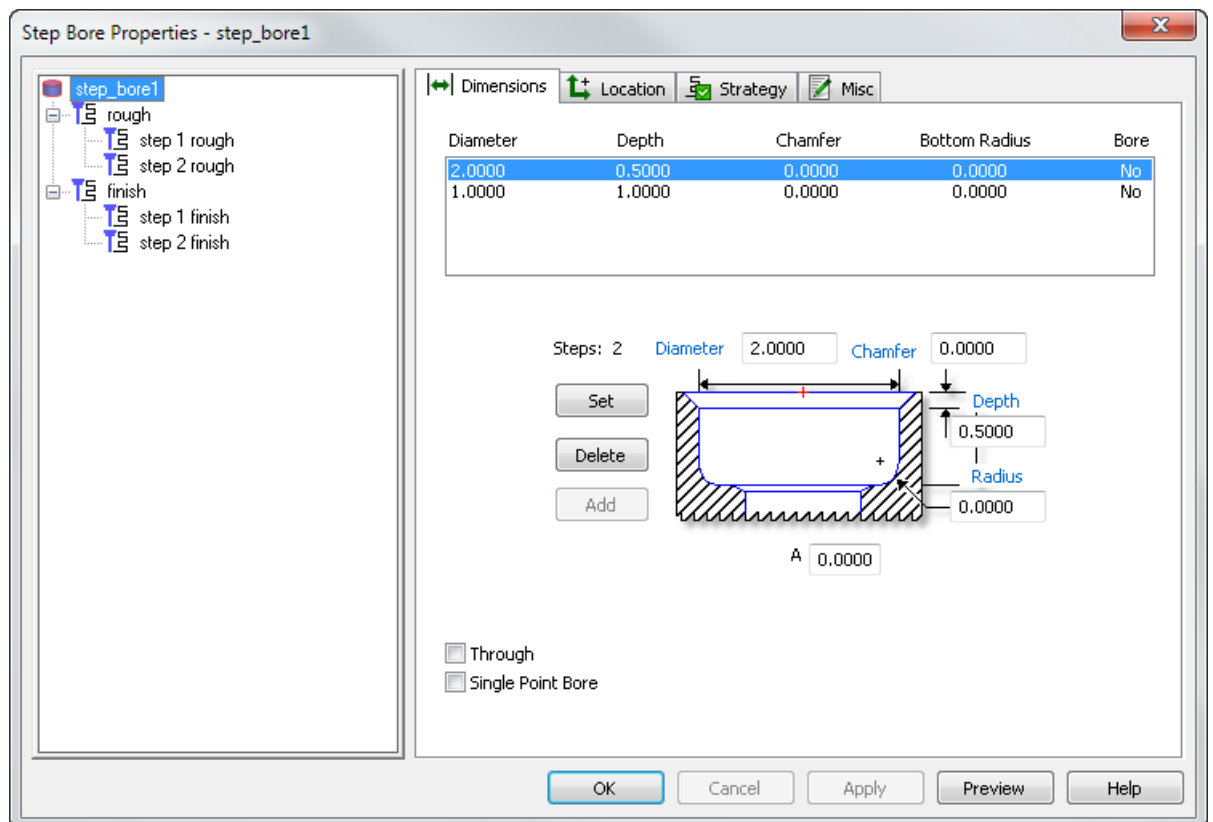 Step Bore Properties - step_bore1
step_bore1
rough
step 1 rough
step 2 rough
finish
step 1 finish
step 2 finish
Dimensions Location Strategy Misc
Diameter Depth Chamfer Bottom Radius Bore
2.0000 0.5000 0.0000 0.0000 No
1.0000 1.0000 0.0000 0.0000 No
Steps: 2 Diameter 2.0000 Chamfer 0.0000
Set
Depth
0.5000
Delete
Radius
Add
0.0000
A 0.0000
Through
Single Point Bore
OK Cancel Apply Preview Help